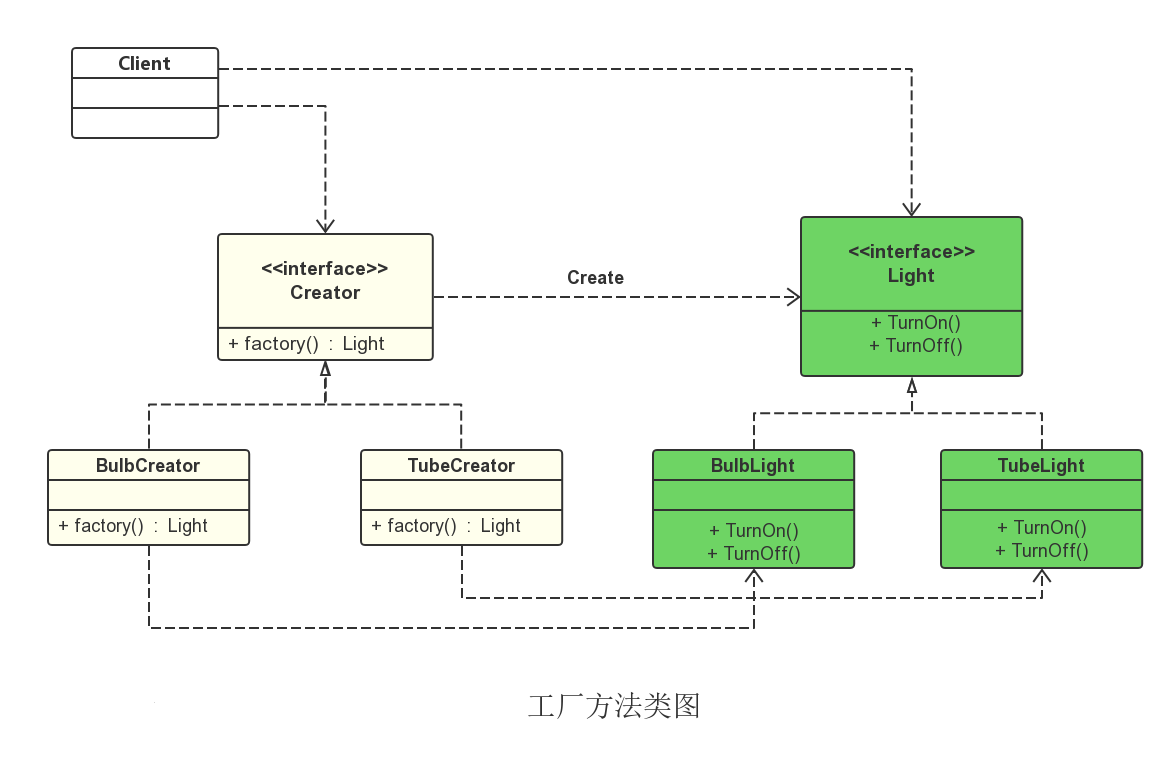 Client
<<interface>>
Creator
+ factory() : Light
Create
<<interface>>
Light
+ TurnOn()
+ TurnOff()
BulbCreator
+ factory() : Light
TubeCreator
+ factory() : Light
BulbLight
+ TurnOn()
+ TurnOff()
TubeLight
+ TurnOn()
+ TurnOff()
工厂方法类图